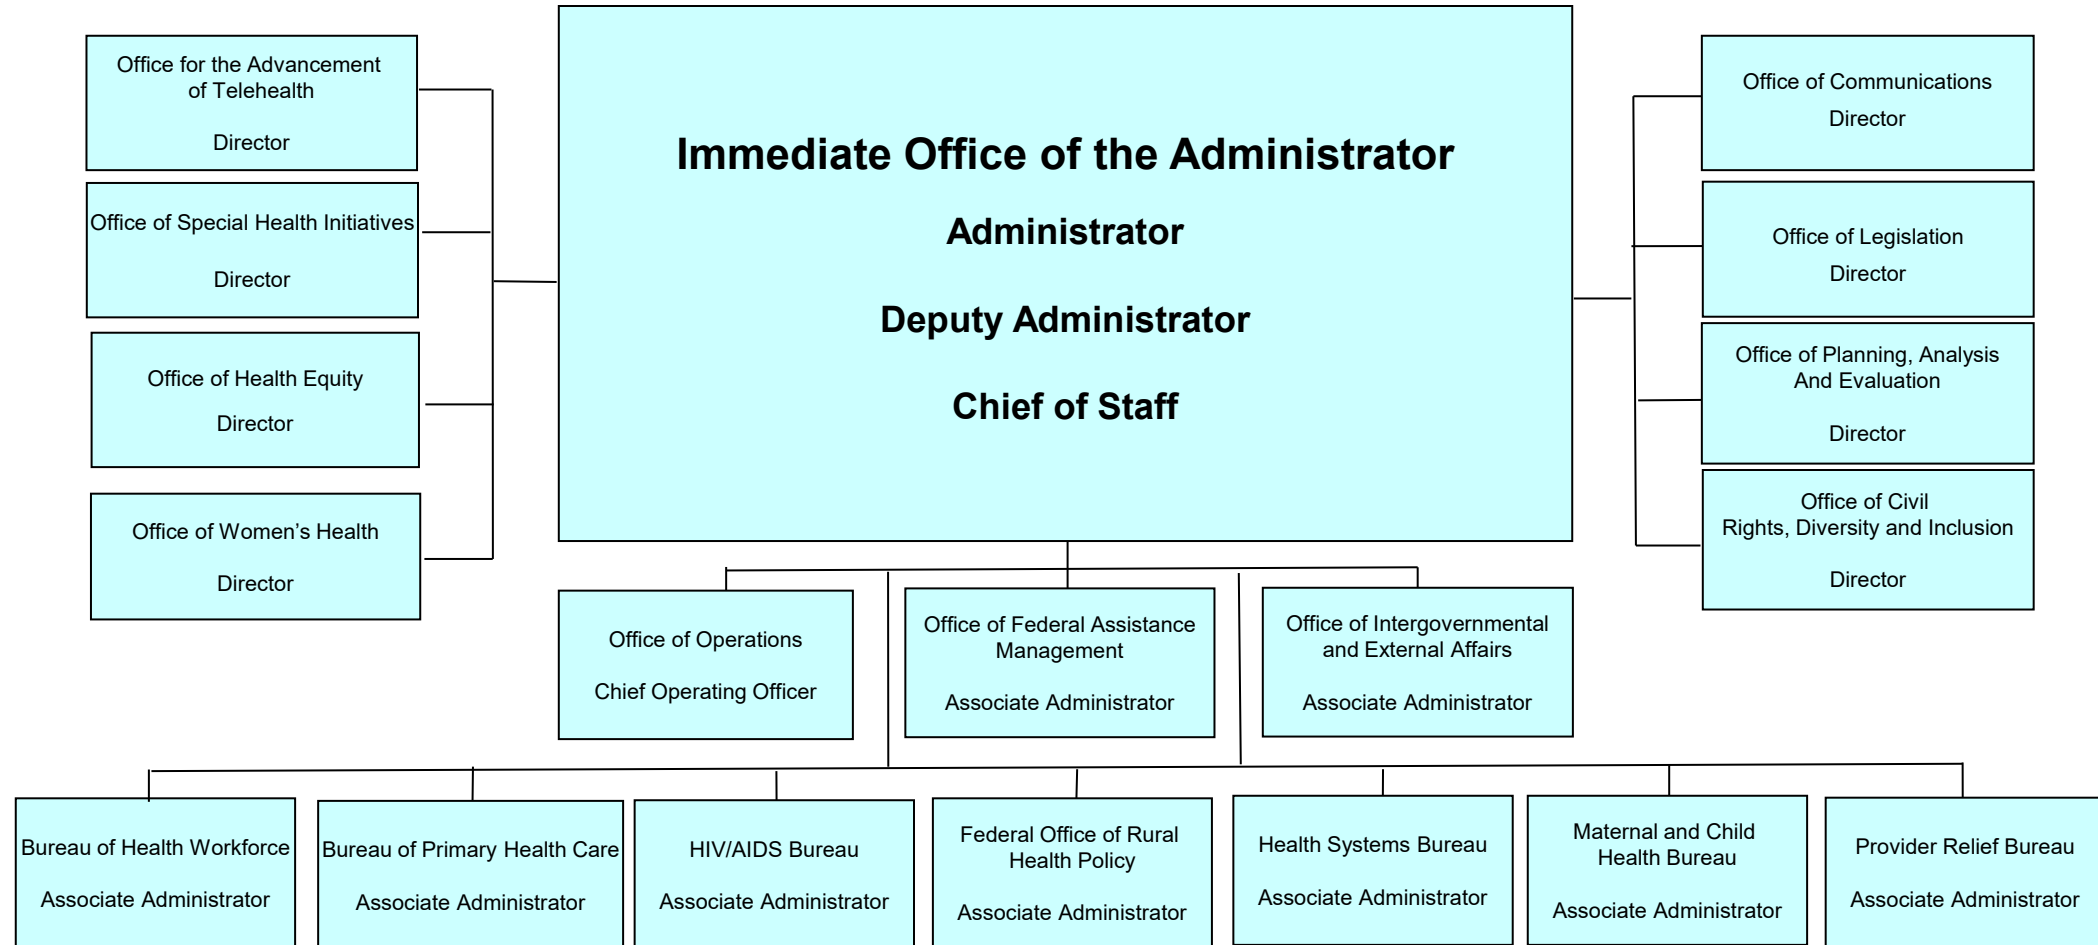 Immediate Office of the Administrator
Administrator
Deputy Administrator
Chief of Staff
Office for the Advancement
of Telehealth
Director
Office of Special Health Initiatives
Director
Office of Health Equity
Director
Office of Women’s Health
Director
Office of Communications
Director
Office of Legislation
Director
Office of Planning, Analysis
And Evaluation
Director
Office of Civil
Rights, Diversity and Inclusion
Director
Office of Operations
Chief Operating Officer
Office of Federal Assistance
Management
Associate Administrator
Office of Intergovernmental
and External Affairs
Associate Administrator
Bureau of Health Workforce
Associate Administrator
Bureau of Primary Health Care
Associate Administrator
HIV/AIDS Bureau
Associate Administrator
Federal Office of Rural
Health Policy
Associate Administrator
Health Systems Bureau
Associate Administrator
Maternal and Child
Health Bureau
Associate Administrator
Provider Relief Bureau
Associate Administrator